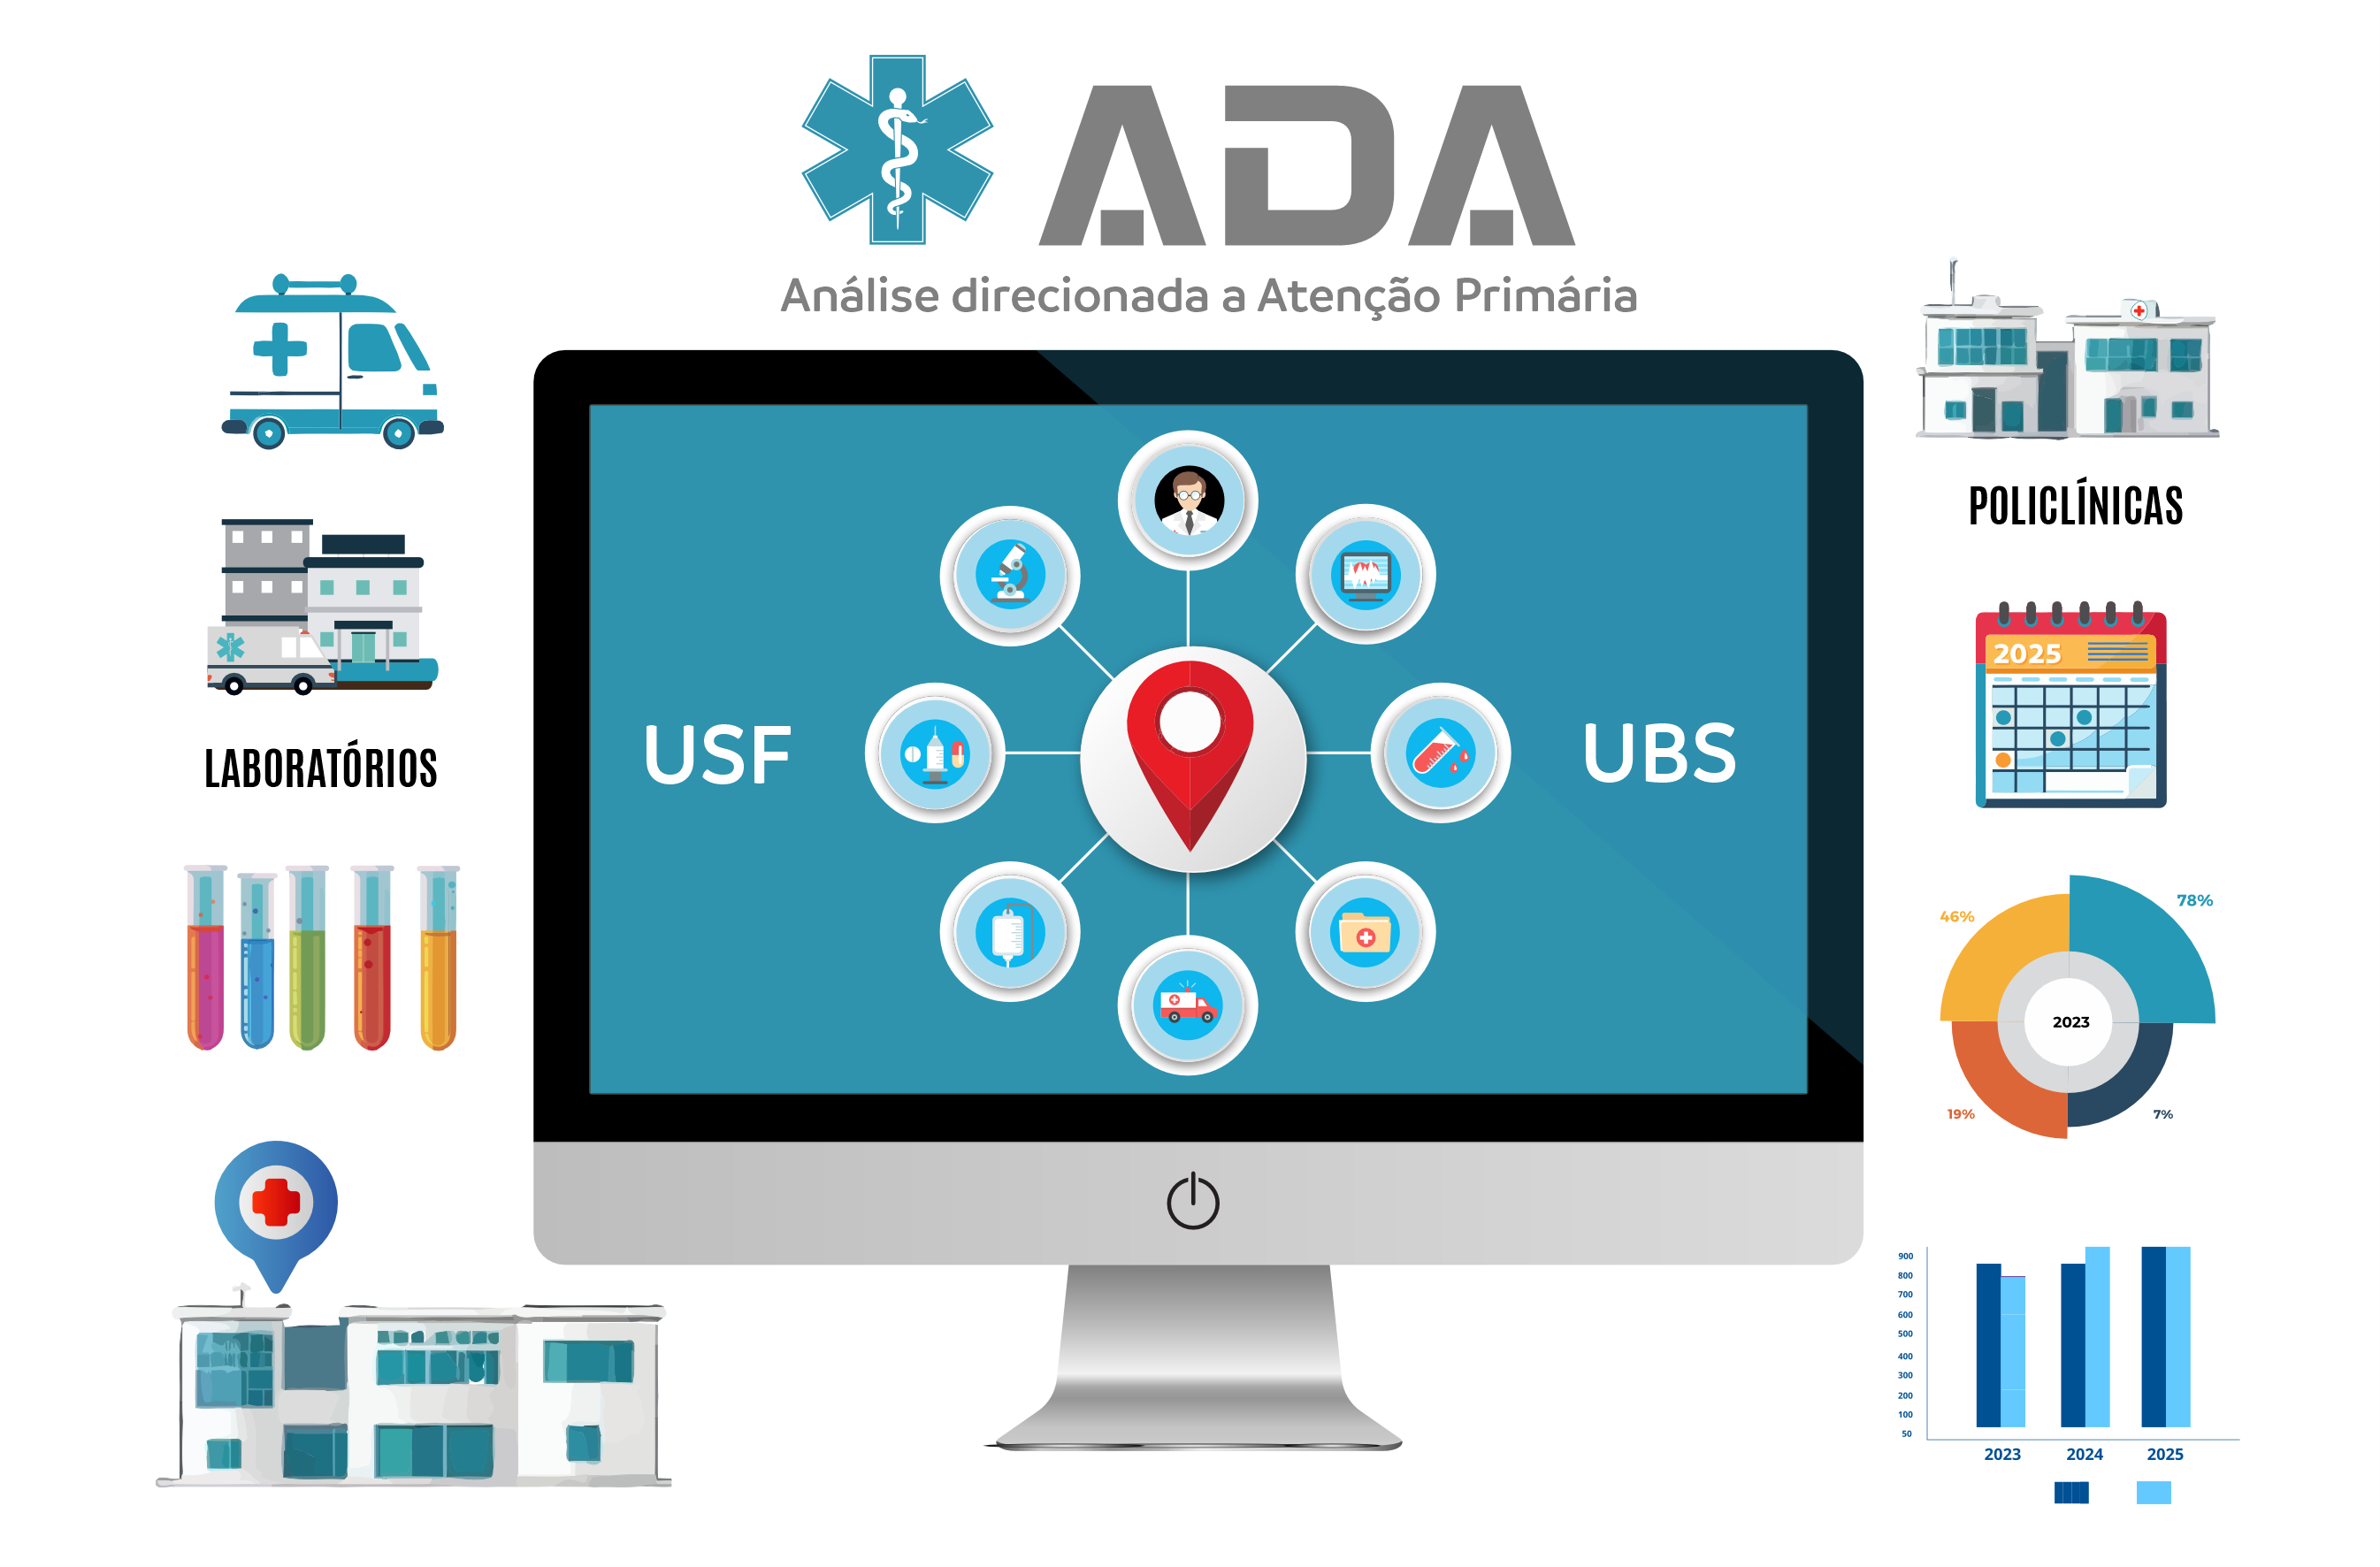 ADA
Análise direcionada a Atenção Primária
LABORATÓRIOS
USF
UBS
POLICLÍNICAS
2025
46%
78%
2023
19%
7%
900
800
700
600
500
400
300
200
100
50
2023 2024 2025